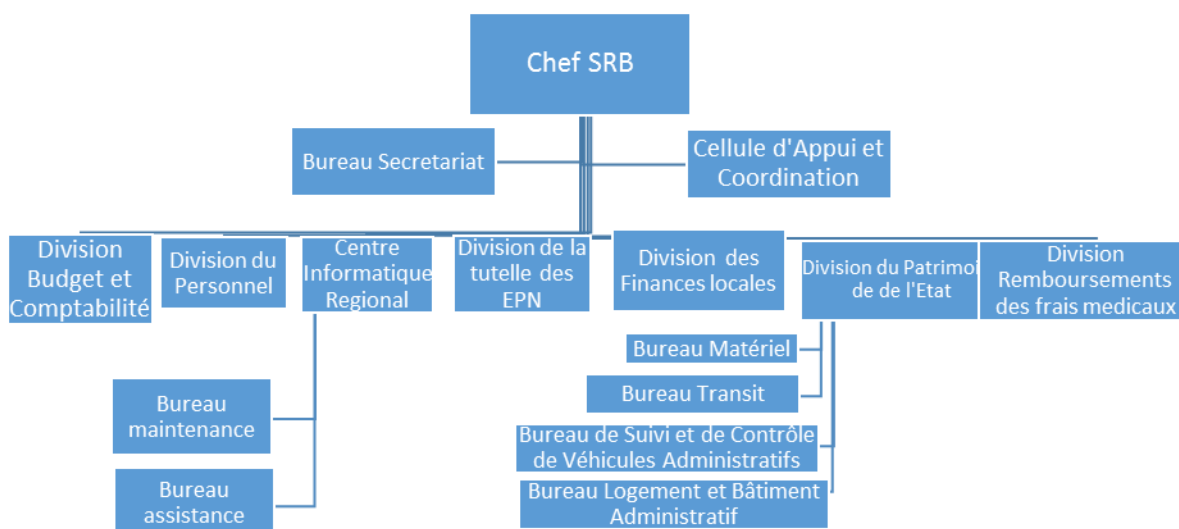 Chef SRB
Bureau Secretariat
Cellule d'Appui et
Coordination
Division
Budget et
Comptabilité
Division du
Personnel
Centre
Informatique
Regional
Division de la
tutelle des
EPN
Division des
Finances locales
Division du Patrimoi
de de l'Etat
Division
Remboursements
des frais medicaux
Bureau
maintenance
Bureau
assistance
Bureau Matériel
Bureau Transit
Bureau de Suivi et de Contrôle
de Véhicules Administratifs
Bureau Logement et Bâtiment
Administratif